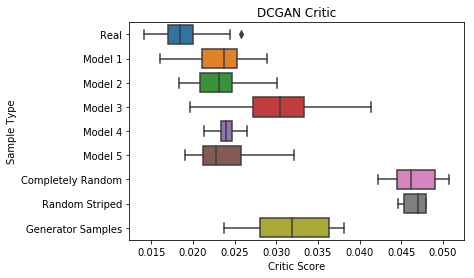 DCGAN Critic
Sample Type
Real
Model 1
Model 2
Model 3
Model 4
Model 5
Completely Random
Random Striped
Generator Samples
0.015 0.020 0.025 0.030 0.035 0.040 0.045 0.050
Critic Score